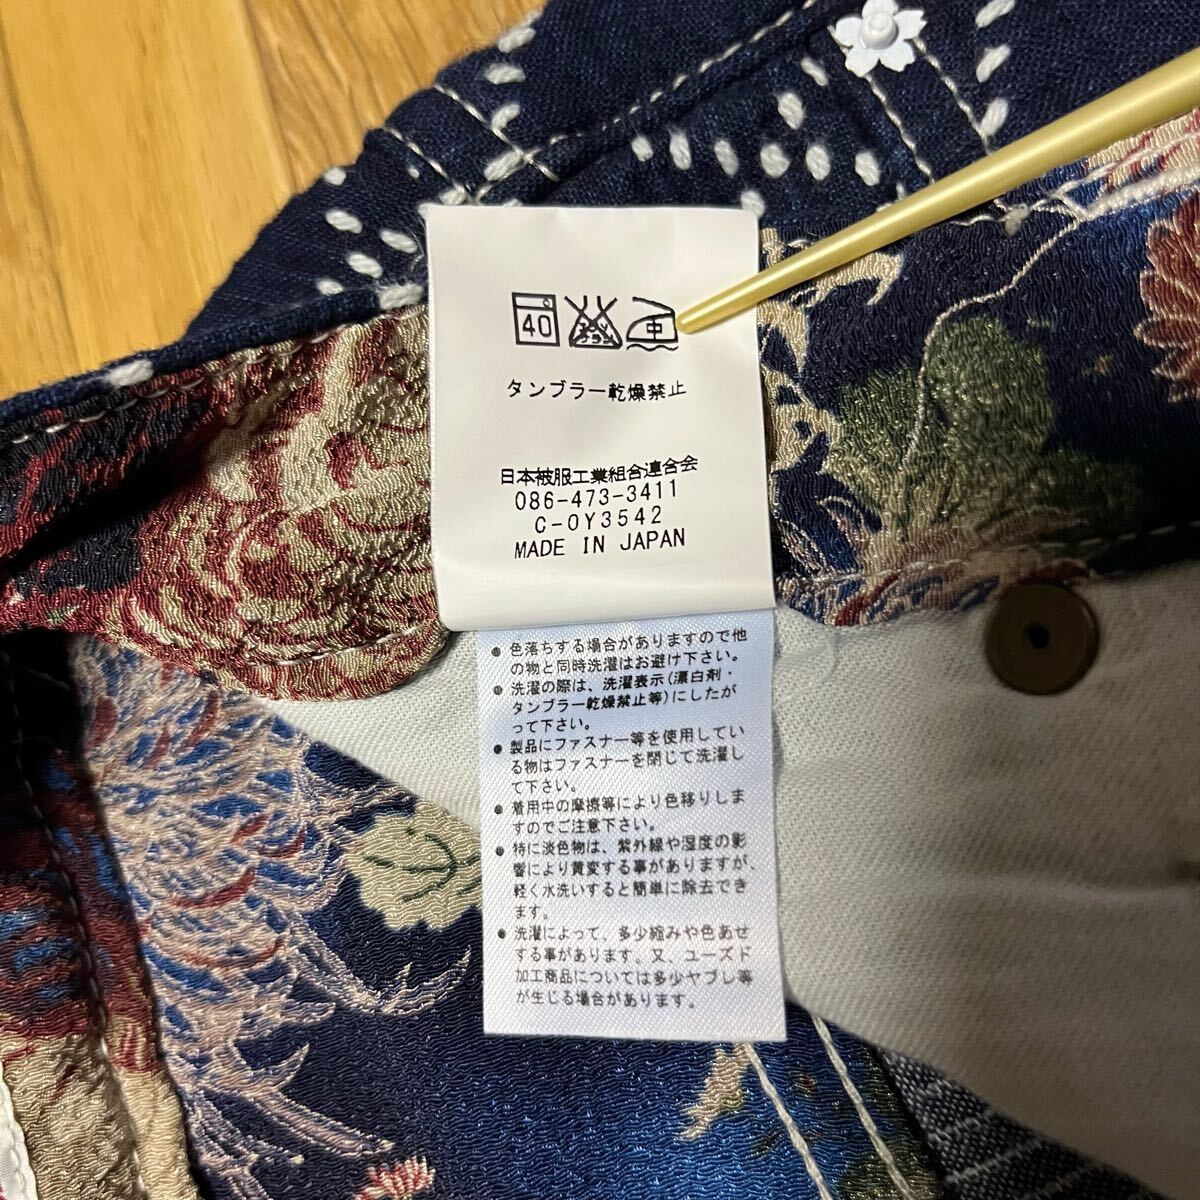 40
エンソ
サラシ
中
タンブラー乾燥禁止
日本被服工業組合連合会
086-473-3411
C-0Y3542
MADE IN JAPAN
● 色落ちする場合がありますので他
の物と同時洗濯はお避け下さい。
● 洗濯の際は、洗濯表示(漂白剤・
タンブラー乾燥禁止等)にしたが
って下さい。
● 製品にファスナー等を使用してい
る物はファスナーを閉じて洗濯し
て下さい。
● 着用中の摩擦等により色移りしま
すのでご注意下さい。
● 特に淡色物は、紫外線や湿度の影
響により黄変する事がありますが、
軽く水洗いすると簡単に除去でき
ます。
● 洗濯によって、多少縮みや色あせ
する事があります。又、ユーズド
加工商品については多少ヤブレ等
が生じる場合があります。